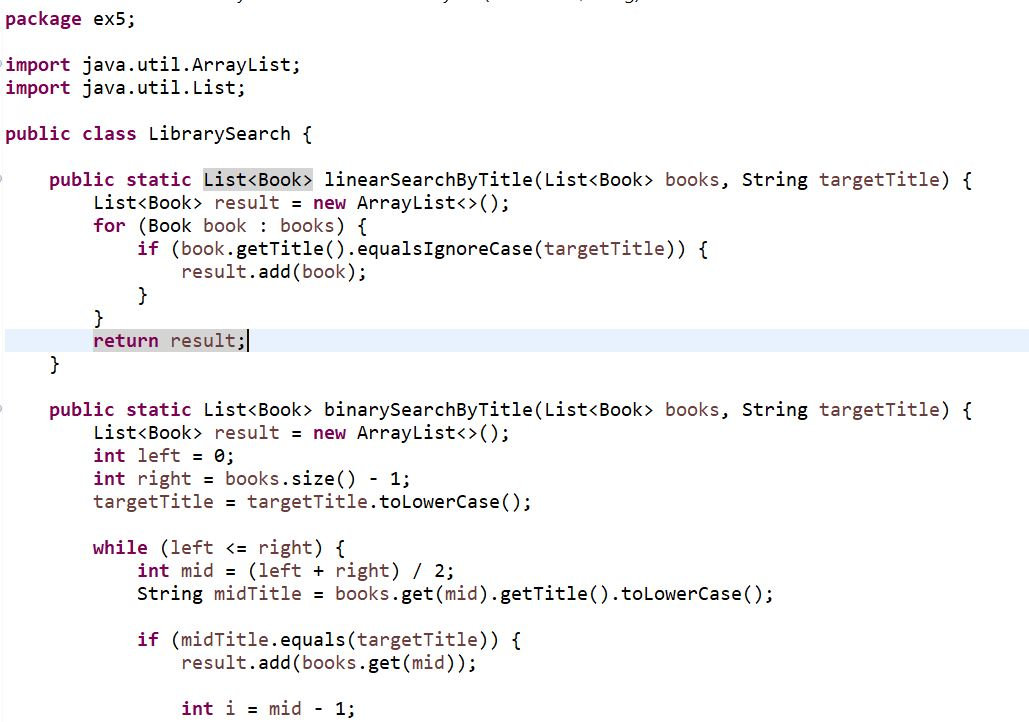 package ex5;
import java.util.ArrayList;
import java.util.List;
public class LibrarySearch {
    public static List<Book> linearSearchByTitle(List<Book> books, String targetTitle) {
        List<Book> result = new ArrayList<>();
        for (Book book : books) {
            if (book.getTitle().equalsIgnoreCase(targetTitle)) {
                result.add(book);
            }
        }
        return result;
    }
    public static List<Book> binarySearchByTitle(List<Book> books, String targetTitle) {
        List<Book> result = new ArrayList<>();
        int left = 0;
        int right = books.size() - 1;
        targetTitle = targetTitle.toLowerCase();
        while (left <= right) {
            int mid = (left + right) / 2;
            String midTitle = books.get(mid).getTitle().toLowerCase();
            if (midTitle.equals(targetTitle)) {
                result.add(books.get(mid));
                int i = mid - 1;